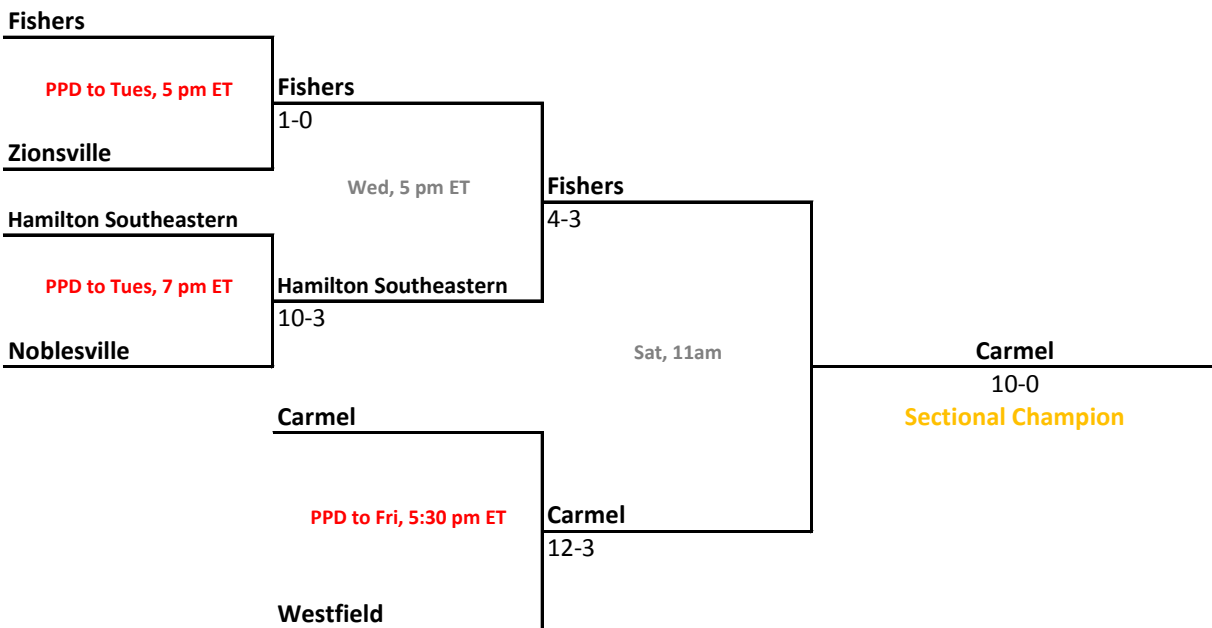 Fishers
PPD to Tues, 5 pm ET
Fishers
1-0
Zionsville
Wed, 5 pm ET
Fishers
4-3
Hamilton Southeastern
PPD to Tues, 7 pm ET
Hamilton Southeastern
10-3
Noblesville
Sat, 11am
Carmel
10-0
Sectional Champion
Carmel
PPD to Fri, 5:30 pm ET
Carmel
12-3
Westfield